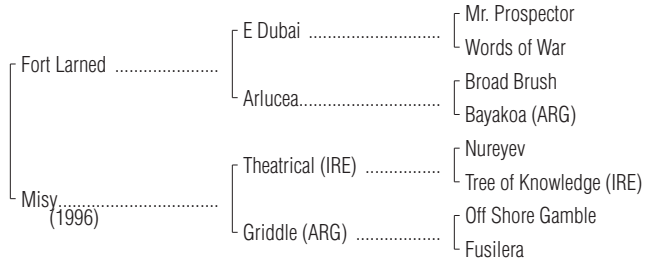 Mr. Prospector
E Dubai ........................
Words of War
Fort Larned ...................
Broad Brush
Arlucea..........................
Bayakoa (ARG)
Nureyev
Theatrical (IRE) ..............
Tree of Knowledge (IRE)
Misy..............................
(1996)
Off Shore Gamble
Griddle (ARG) ................
Fusilera